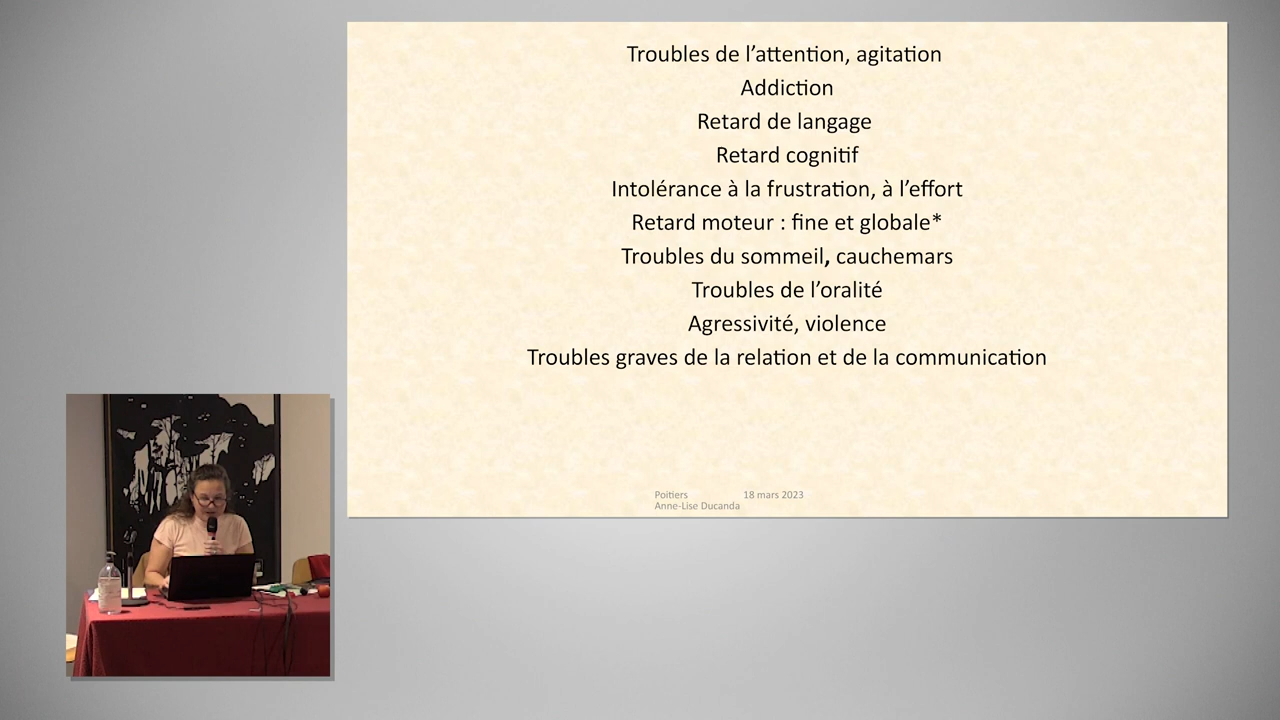 Troubles de l’attention, agitation
Addiction
Retard de langage
Retard cognitif
Intolérance à la frustration, à l’effort
Retard moteur : fine et globale*
Troubles du sommeil, cauchemars
Troubles de l’oralité
Agressivité, violence
Troubles graves de la relation et de la communication
Poitiers 18 mars 2023
Anne-Lise Ducanda